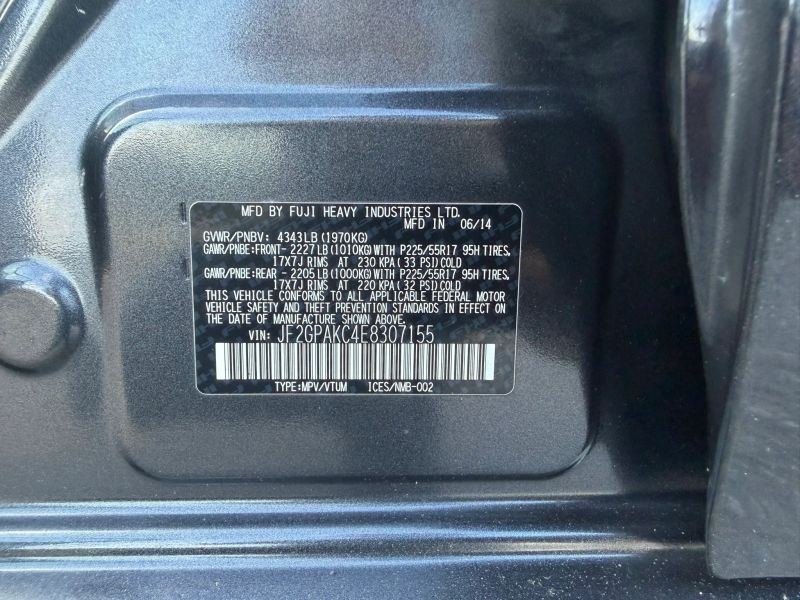 MFD BY FUJI HEAVY INDUSTRIES LTD.
MFD IN 06/14
GVWR/PNBV: 4343LB (1970KG)
GAWR/PNBE:FRONT- 2227LB (1010KG) WITH P225/55R17 95H TIRES,
17X7J RIMS AT 230 KPA (33 PSI) COLD
GAWR/PNBE:REAR - 2205LB (1000KG) WITH P225/55R17 95H TIRES,
17X7J RIMS AT 220 KPA (32 PSI) COLD
THIS VEHICLE CONFORMS TO ALL APPLICABLE FEDERAL MOTOR
VEHICLE SAFETY AND THEFT PREVENTION STANDARDS IN EFFECT ON
THE DATE OF MANUFACTURE SHOWN ABOVE.
VIN: JF2GPAKC4E8307155
TYPE:MPV/VTUM ICES/NMB-002